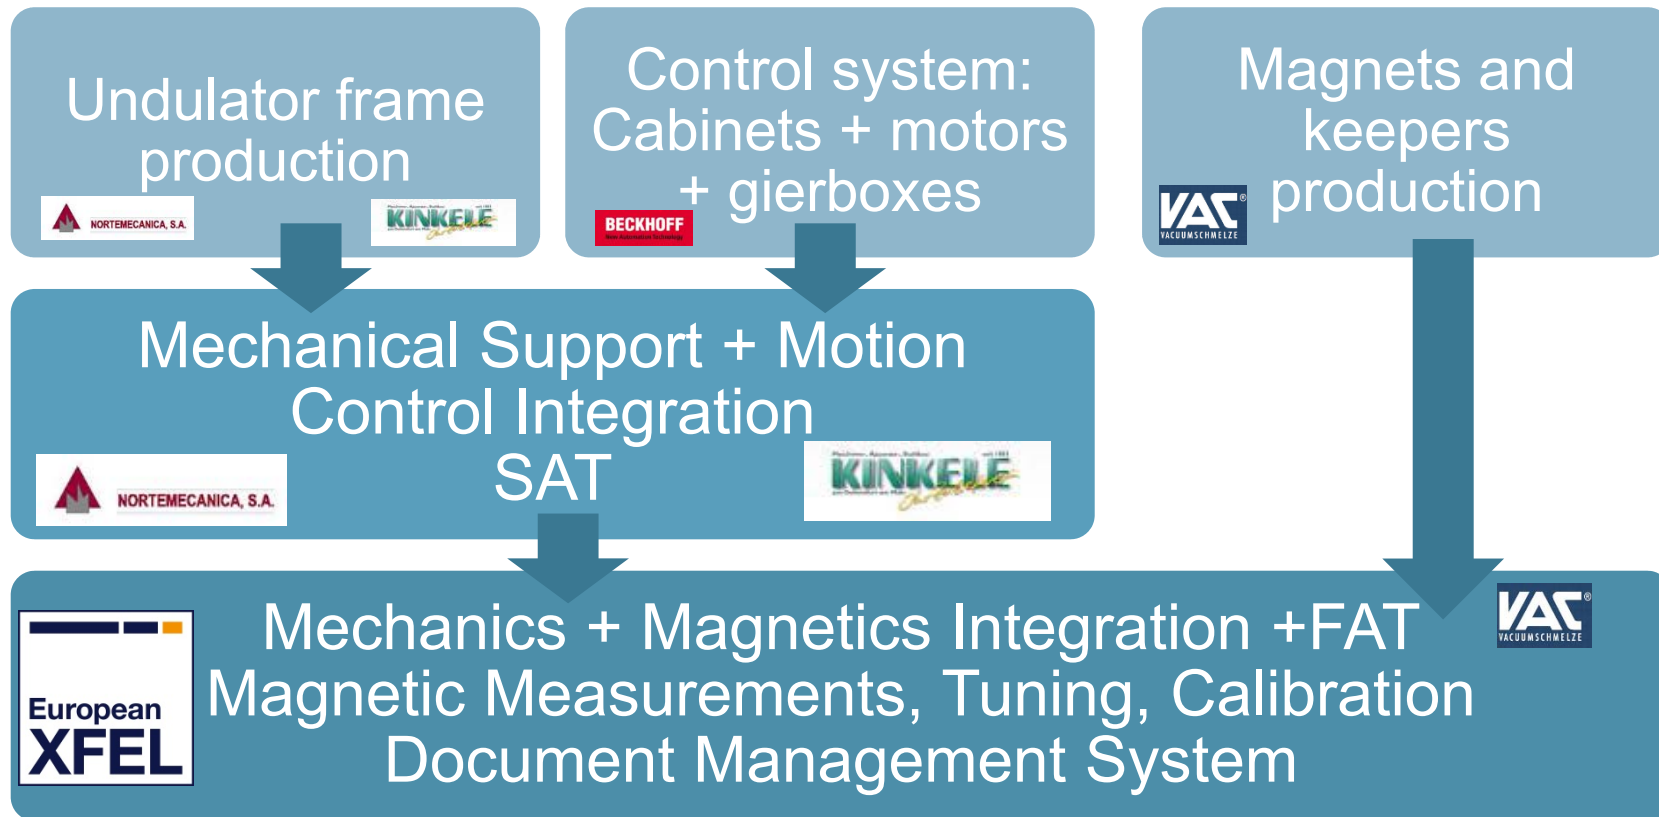 Undulator frame
production
NORTEMECANICA, S.A.
KINKELE
Control system:
Cabinets + motors
+ gierboxes
BECKHOFF
Magnets and
keepers
production
VAC®
VACUUMSCHMELZE
Mechanical Support + Motion
Control Integration
SAT
NORTEMECANICA, S.A.
KINKELE
Mechanics + Magnetics Integration +FAT
Magnetic Measurements, Tuning, Calibration
Document Management System
European
XFEL
VAC®
VACUUMSCHMELZE